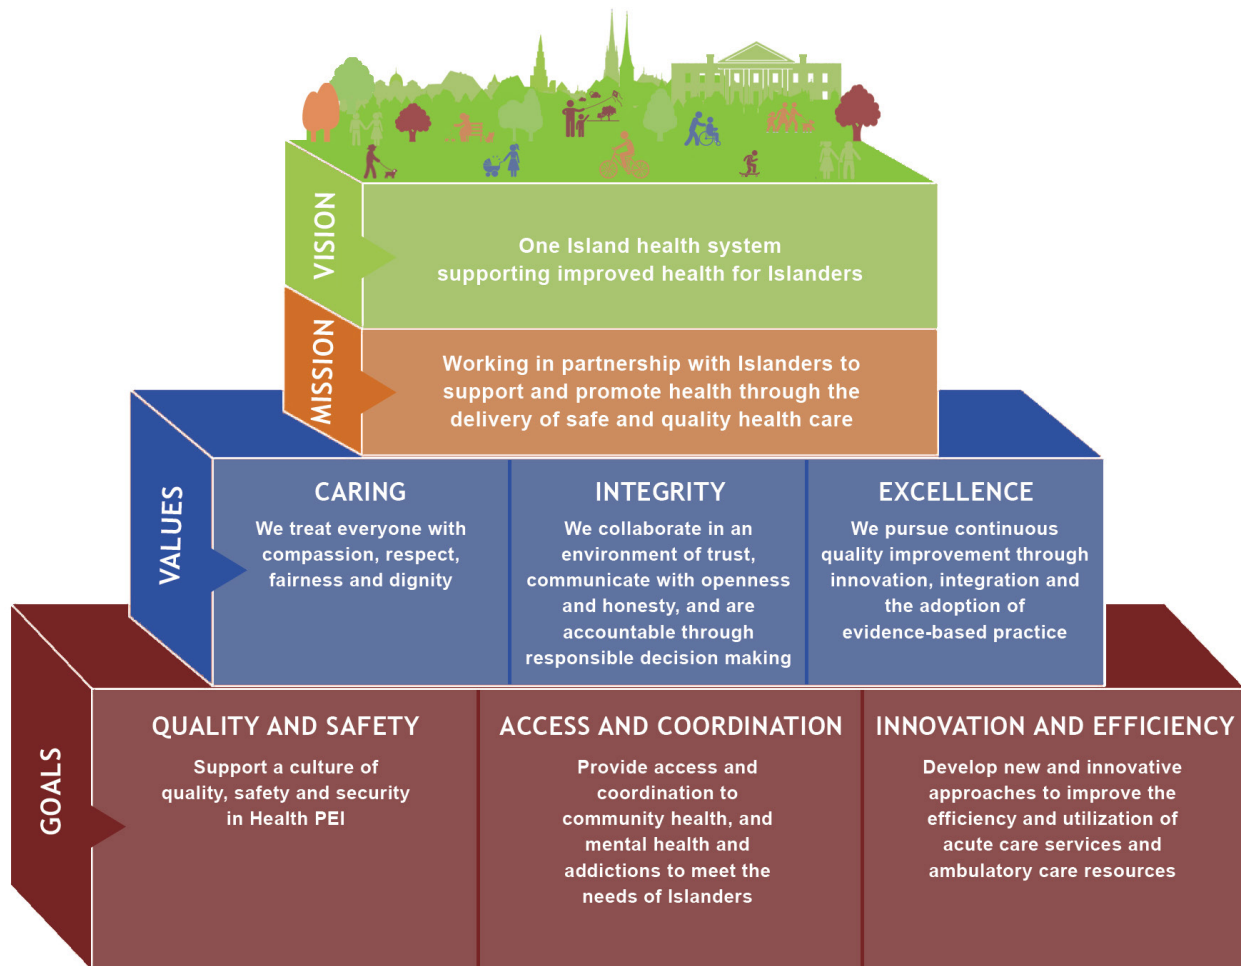 VISION
One Island health system
supporting improved health for Islanders
MISSION
Working in partnership with Islanders to
support and promote health through the
delivery of safe and quality health care
VALUES
CARING
We treat everyone with
compassion, respect,
fairness and dignity
INTEGRITY
We collaborate in an
environment of trust,
communicate with openness
and honesty, and are
accountable through
responsible decision making
EXCELLENCE
We pursue continuous
quality improvement through
innovation, integration and
the adoption of
evidence-based practice
GOALS
QUALITY AND SAFETY
Support a culture of
quality, safety and security
in Health PEI
ACCESS AND COORDINATION
Provide access and
coordination to
community health, and
mental health and
addictions to meet the
needs of Islanders
INNOVATION AND EFFICIENCY
Develop new and innovative
approaches to improve the
efficiency and utilization of
acute care services and
ambulatory care resources